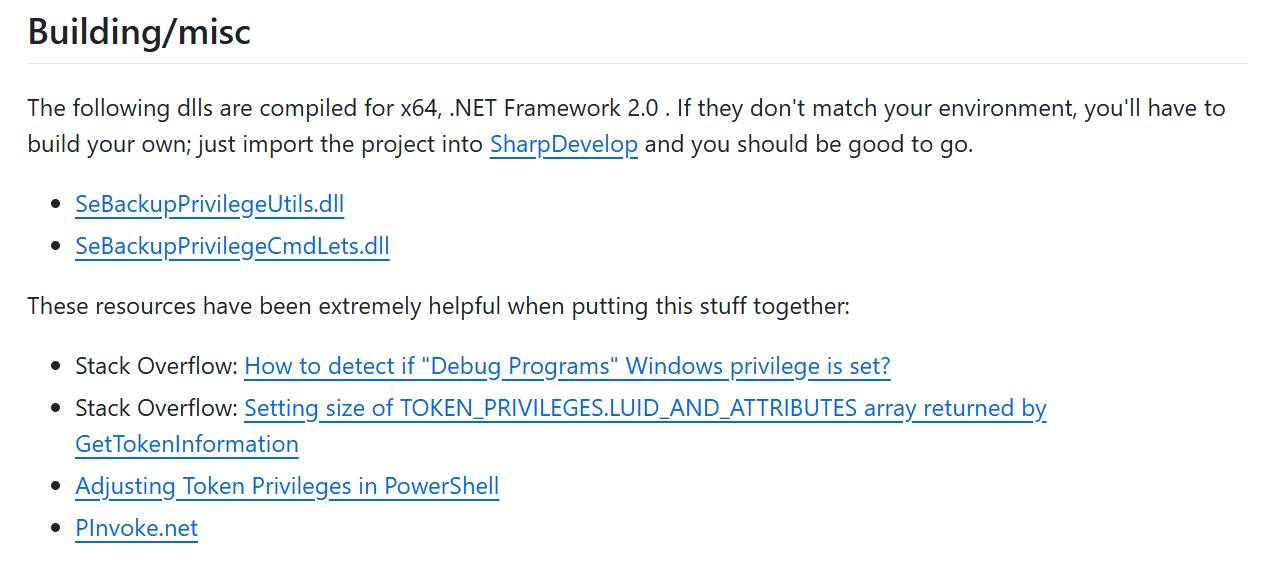 Building/misc
The following dlls are compiled for x64, .NET Framework 2.0 . If they don't match your environment, you'll have to
build your own; just import the project into SharpDevelop and you should be good to go.
• SeBackupPrivilegeUtils.dll
• SeBackupPrivilegeCmdLets.dll
These resources have been extremely helpful when putting this stuff together:
• Stack Overflow: How to detect if "Debug Programs" Windows privilege is set?
• Stack Overflow: Setting size of TOKEN_PRIVILEGES.LUID_AND_ATTRIBUTES array returned by
GetTokenInformation
• Adjusting Token Privileges in PowerShell
• PInvoke.net